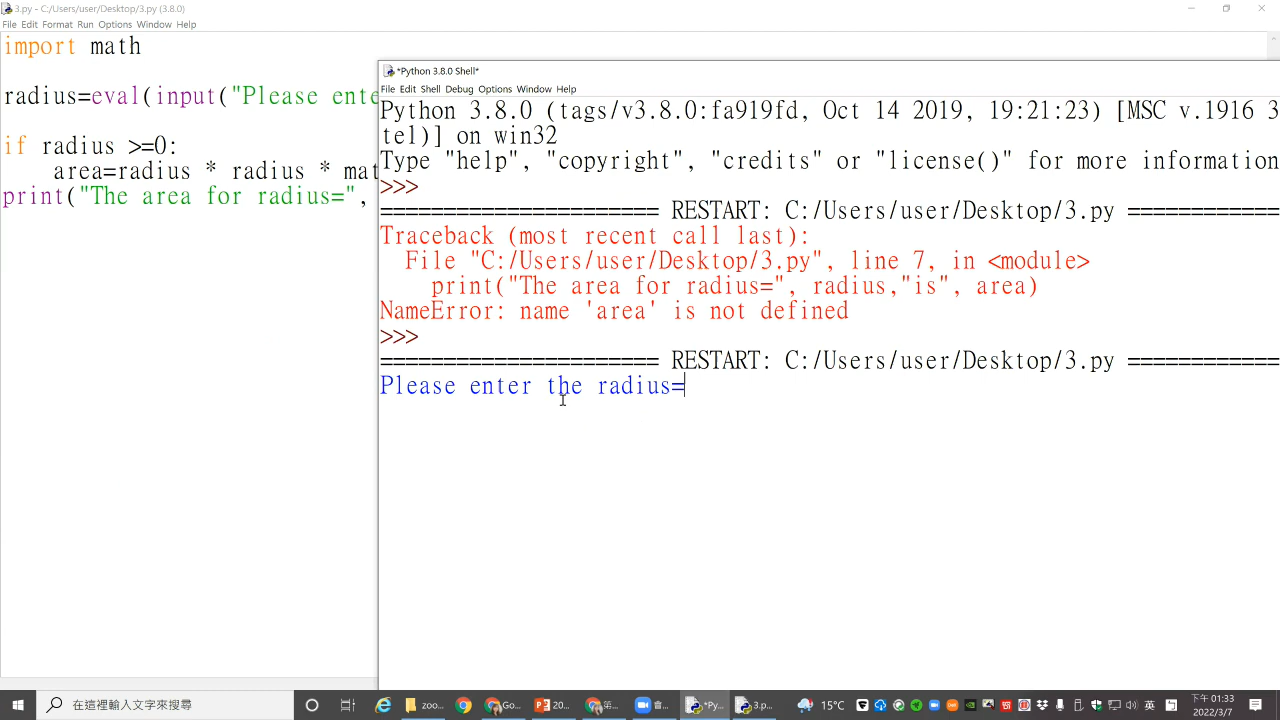 3.py - C:/Users/user/Desktop/3.py (3.8.0)
File Edit Format Run Options Window Help
import math
radius=eval(input("Please ente
if radius >=0:
area=radius * radius * mat
print("The area for radius=",
*Python 3.8.0 Shell*
File Edit Shell Debug Options Window Help
Python 3.8.0 (tags/v3.8.0:fa919fd, Oct 14 2019, 19:21:23) [MSC v.1916 3
tel)] on win32
Type "help", "copyright", "credits" or "license()" for more information
>>>
====================== RESTART: C:/Users/user/Desktop/3.py ============
Traceback (most recent call last):
File "C:/Users/user/Desktop/3.py", line 7, in <module>
print("The area for radius=", radius,"is", area)
NameError: name 'area' is not defined
>>>
====================== RESTART: C:/Users/user/Desktop/3.py ============
Please enter the radius=
在這裡輸入文字來搜尋
zoo...
Go...
20...
第...
會...
*Py...
3.p...
15°C
英
下午 01:33
2022/3/7